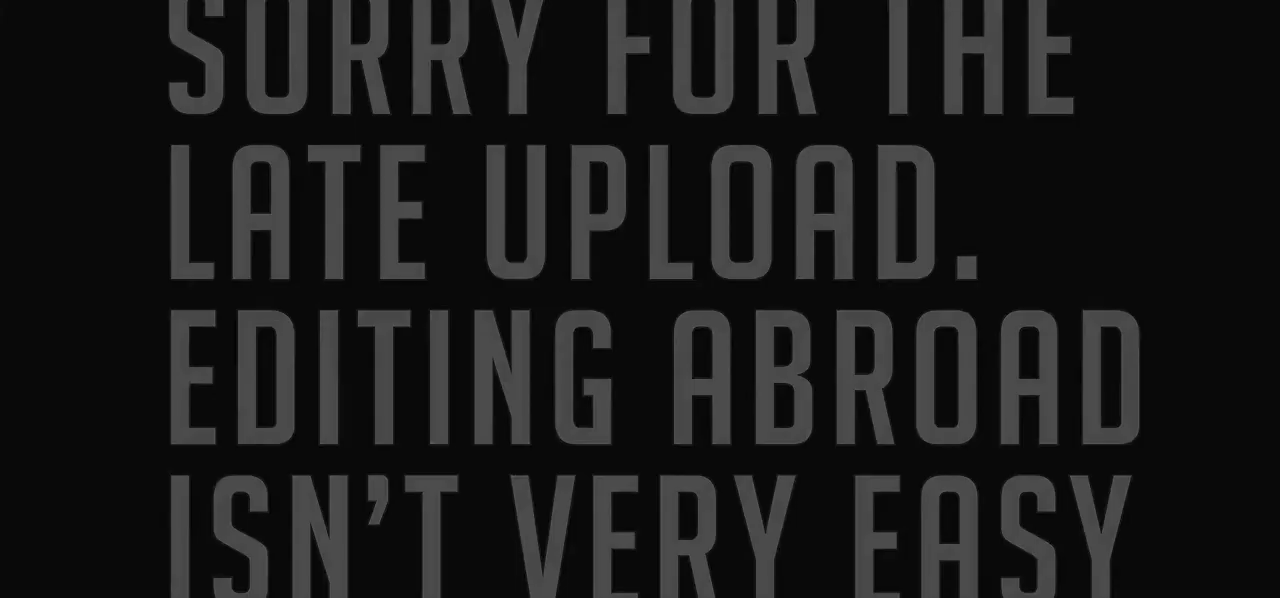 SORRY FOR THE
LATE UPLOAD.
EDITING ABROAD
ISN’T VERY EASY